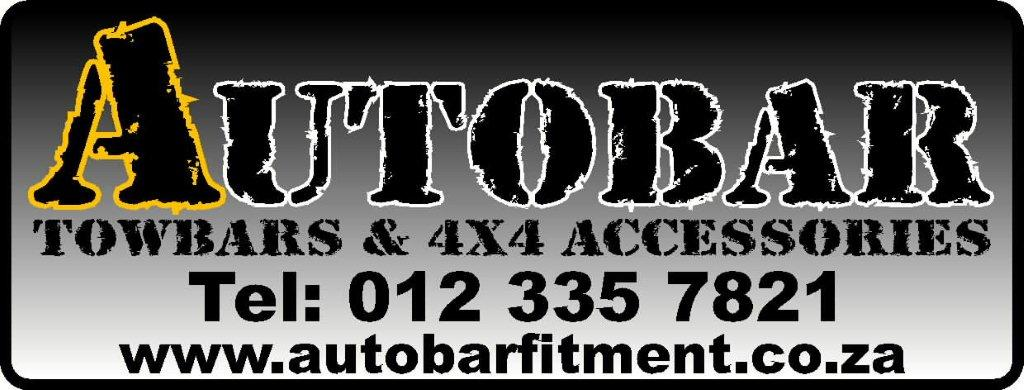 AUTOBAR
TOWBARS & 4X4 ACCESSORIES
Tel: 012 335 7821
www.autobarfitment.co.za